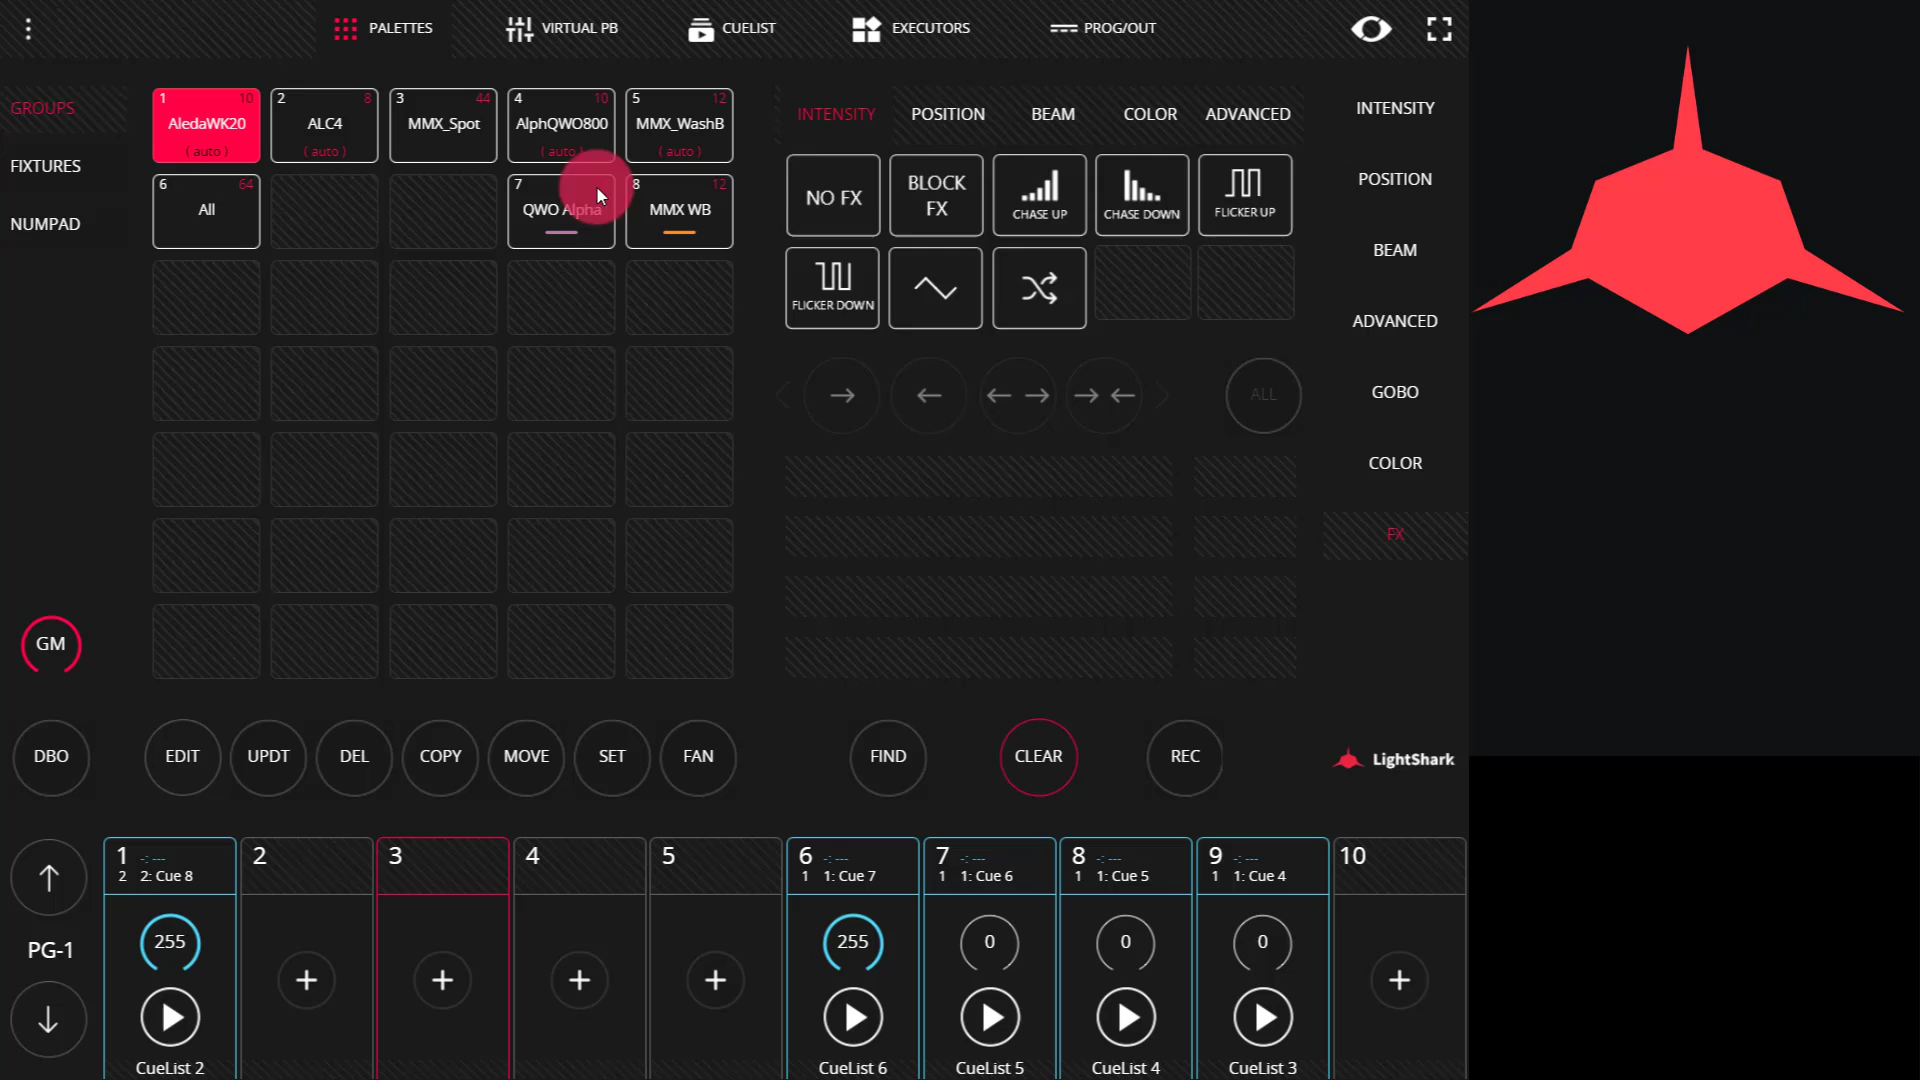 PALETTES
VIRTUAL PB
CUELIST
EXECUTORS
PROG/OUT
GROUPS
FIXTURES
NUMPAD
1 10
AledaWK20
( auto )
2 8
ALC4
( auto )
3 44
MMX_Spot
4 10
AlphQWO800
( auto )
5 12
MMX_WashB
( auto )
6 64
All
7
QWO Alpha
8 12
MMX WB
INTENSITY
POSITION
BEAM
COLOR
ADVANCED
NO FX
BLOCK
FX
CHASE UP
CHASE DOWN
FLICKER UP
FLICKER DOWN
ALL
INTENSITY
POSITION
BEAM
ADVANCED
GOBO
COLOR
FX
GM
DBO
EDIT
UPDT
DEL
COPY
MOVE
SET
FAN
FIND
CLEAR
REC
LightShark
PG-1
1 -: ---
2 2: Cue 8
255
CueList 2
2
3
4
5
6 -: ---
1 1: Cue 7
255
CueList 6
7 -: ---
1 1: Cue 6
0
CueList 5
8 -: ---
1 1: Cue 5
0
CueList 4
9 -: ---
1 1: Cue 4
0
CueList 3
10